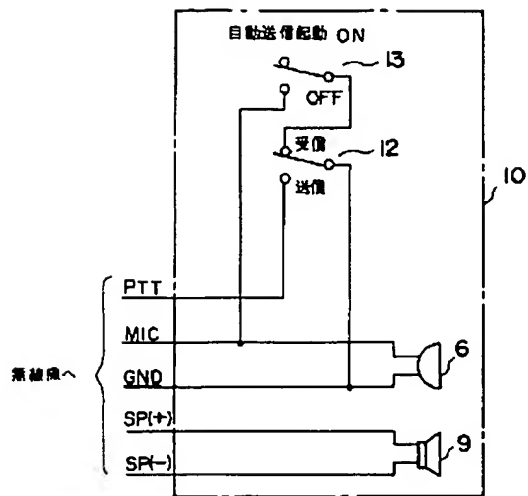 自動送信起動 ON
13
OFF
受信
12
送信
10
PTT
MIC
6
GND
無線機へ
SP(+)
9
SP(-)